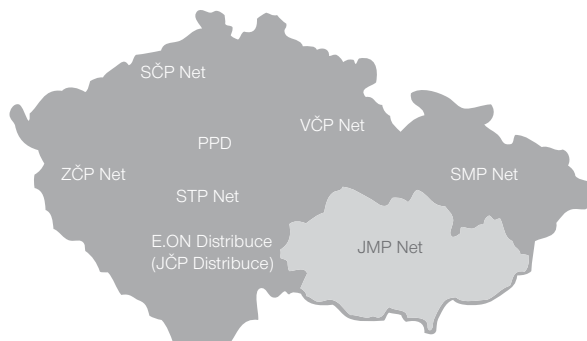 SČP Net
VČP Net
PPD
ZČP Net
SMP Net
STP Net
E.ON Distribuce
(JČP Distribuce)
JMP Net